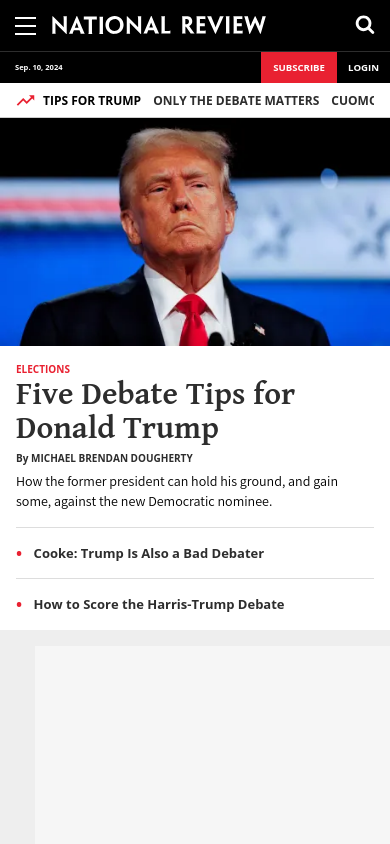 NATIONAL REVIEW
Sep. 10, 2024
SUBSCRIBE
LOGIN
TIPS FOR TRUMP ONLY THE DEBATE MATTERS CUOMO
ELECTIONS
Five Debate Tips for
Donald Trump
By MICHAEL BRENDAN DOUGHERTY
How the former president can hold his ground, and gain
some, against the new Democratic nominee.
• Cooke: Trump Is Also a Bad Debater
• How to Score the Harris-Trump Debate